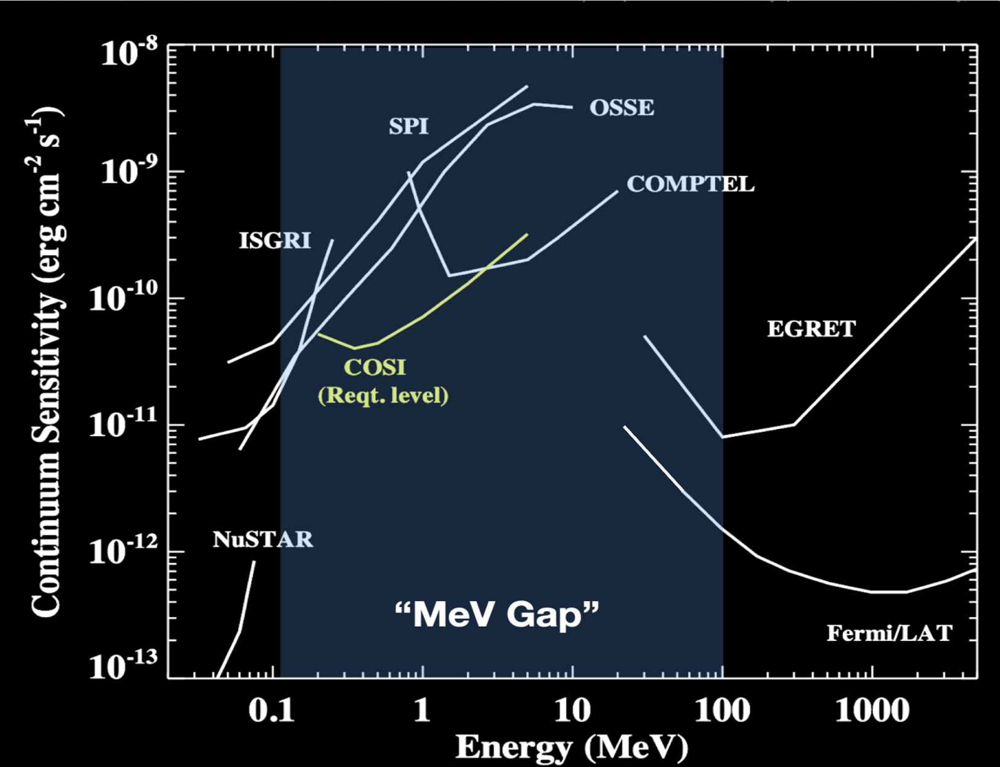 Continuum Sensitivity (erg cm⁻² s⁻¹)
10⁻⁸
10⁻⁹
10⁻¹⁰
10⁻¹¹
10⁻¹²
10⁻¹³
SPI
OSSE
COMPTEL
ISGRI
EGRET
COSI
(Reqt. level)
NuSTAR
“MeV Gap”
Fermi/LAT
0.1 1 10 100 1000
Energy (MeV)